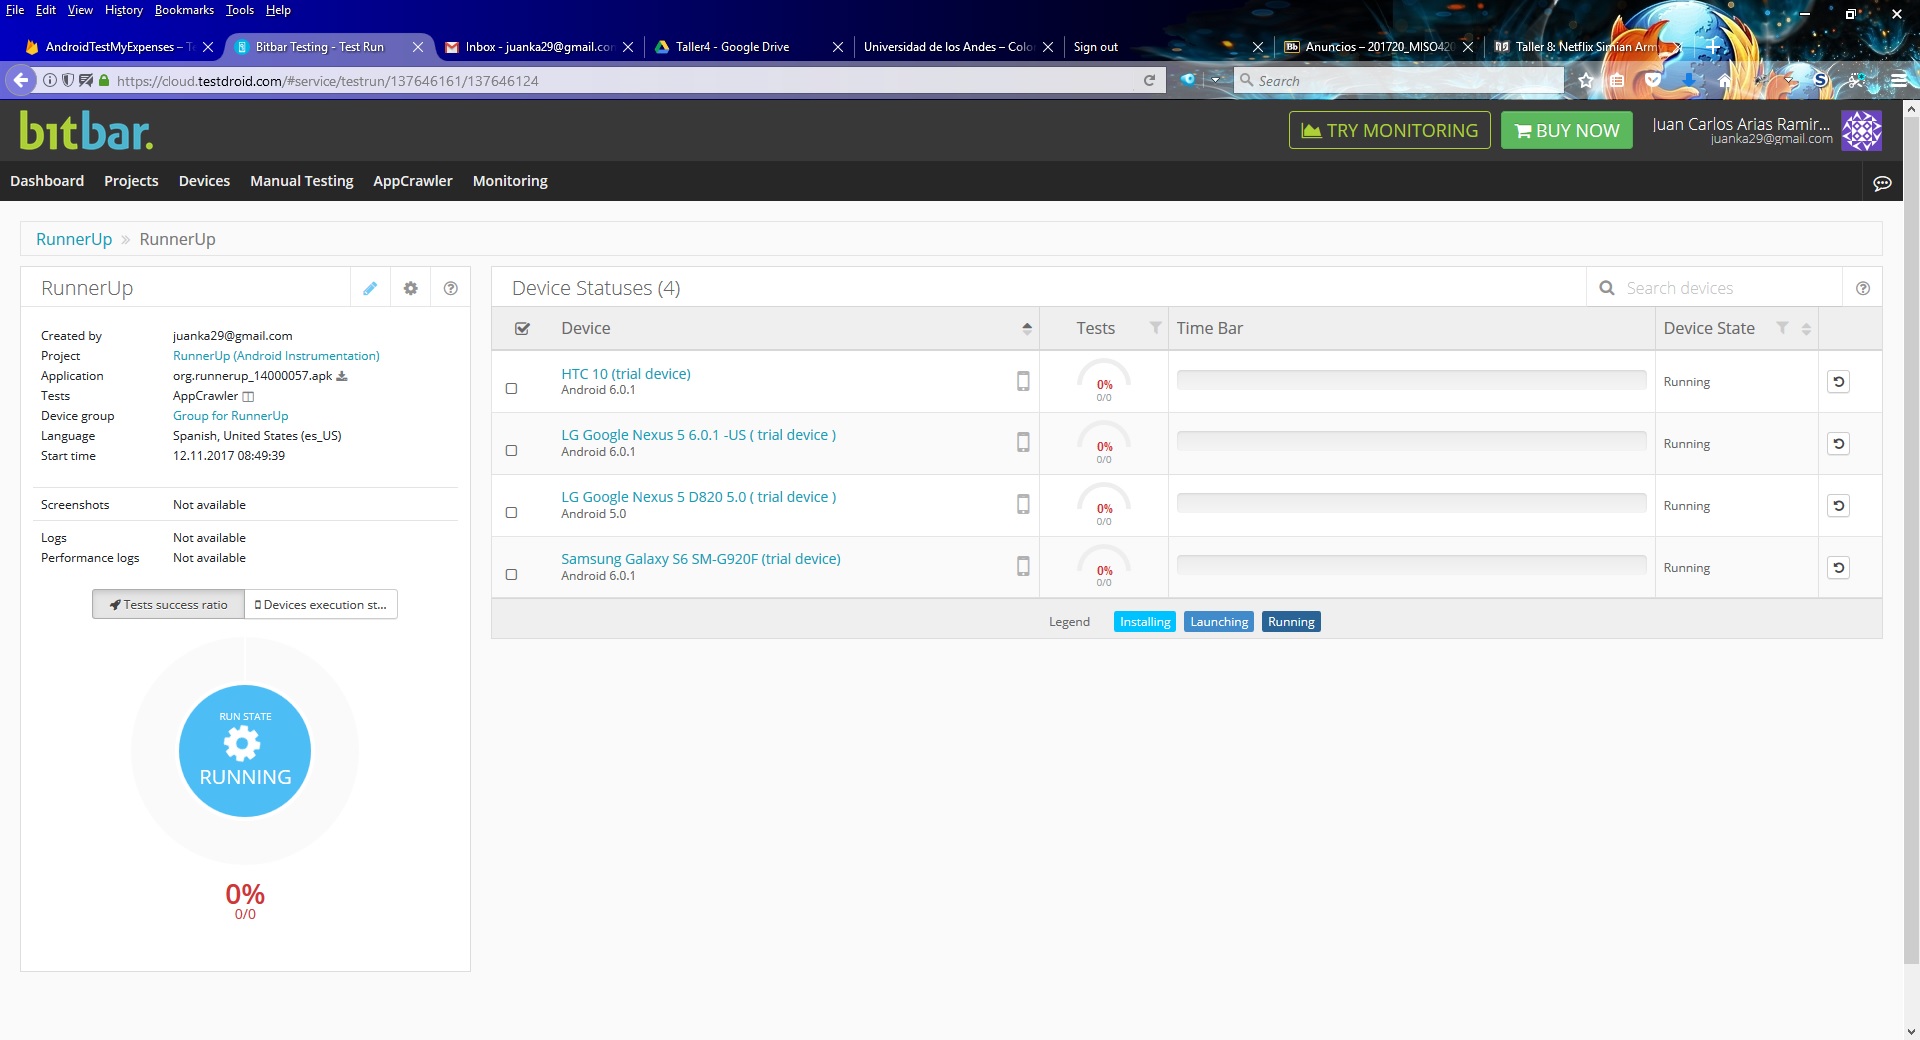 File Edit View History Bookmarks Tools Help
AndroidTestMyExpenses – T
Bitbar Testing - Test Run
Inbox - juanka29@gmail.co
Taller4 - Google Drive
Universidad de los Andes – Colo
Sign out
Bb Anuncios – 201720_MISO420
Taller 8: Netflix Simian Army
https://cloud.testdroid.com/#service/testrun/137646161/137646124
Search
bitbar.
TRY MONITORING
BUY NOW
Juan Carlos Arias Ramir...
juanka29@gmail.com
Dashboard Projects Devices Manual Testing AppCrawler Monitoring
RunnerUp » RunnerUp
RunnerUp
Created by juanka29@gmail.com
Project RunnerUp (Android Instrumentation)
Application org.runnerup_14000057.apk
Tests AppCrawler
Device group Group for RunnerUp
Language Spanish, United States (es_US)
Start time 12.11.2017 08:49:39
Screenshots Not available
Logs Not available
Performance logs Not available
Tests success ratio Devices execution st...
RUN STATE
RUNNING
0%
0/0
Device Statuses (4)
Search devices
Device Tests Time Bar Device State
HTC 10 (trial device)
Android 6.0.1
0%
0/0
Running
LG Google Nexus 5 6.0.1 -US ( trial device )
Android 6.0.1
0%
0/0
Running
LG Google Nexus 5 D820 5.0 ( trial device )
Android 5.0
0%
0/0
Running
Samsung Galaxy S6 SM-G920F (trial device)
Android 6.0.1
0%
0/0
Running
Legend Installing Launching Running